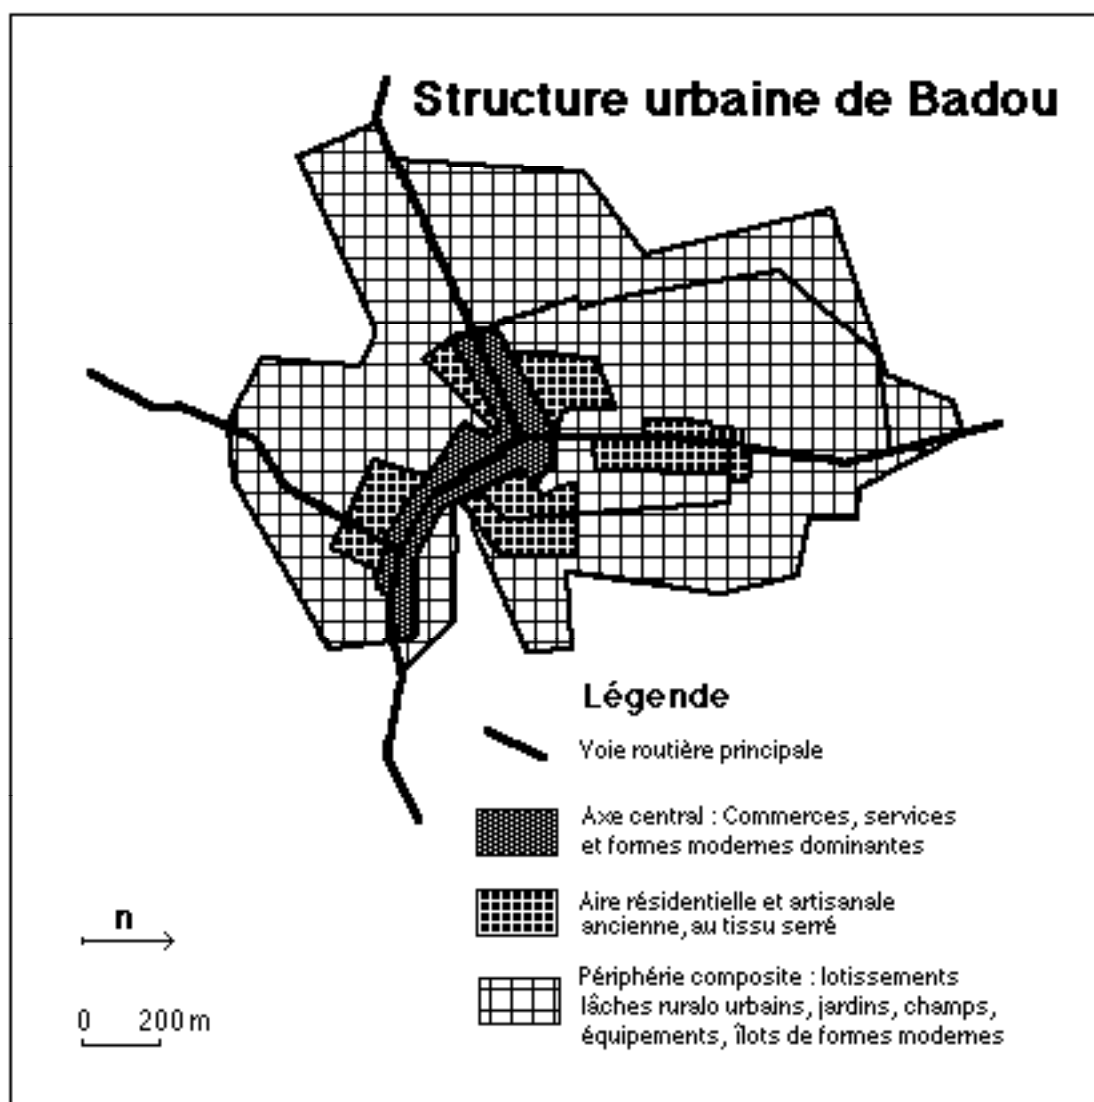 Structure urbaine de Badou
Légende
Voie routière principale
Axe central : Commerces, services
et formes modernes dominantes
Aire résidentielle et artisanale
ancienne, au tissu serré
Périphérie composite : lotissements
lâches ruralo urbains, jardins, champs,
équipements, îlots de formes modernes
n
0 200 m